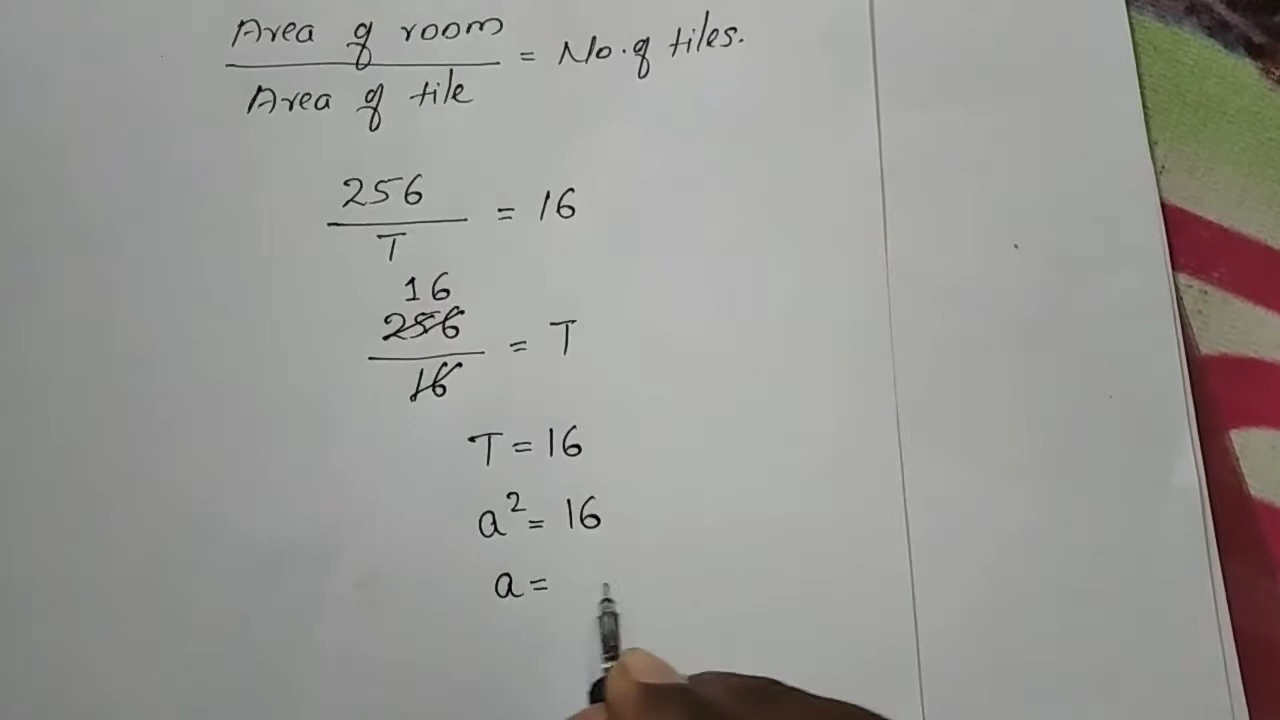 Area of room
Area of tile
= No. of tiles.
256
T
= 16
16
256
16
= T
T = 16
a² = 16
a =